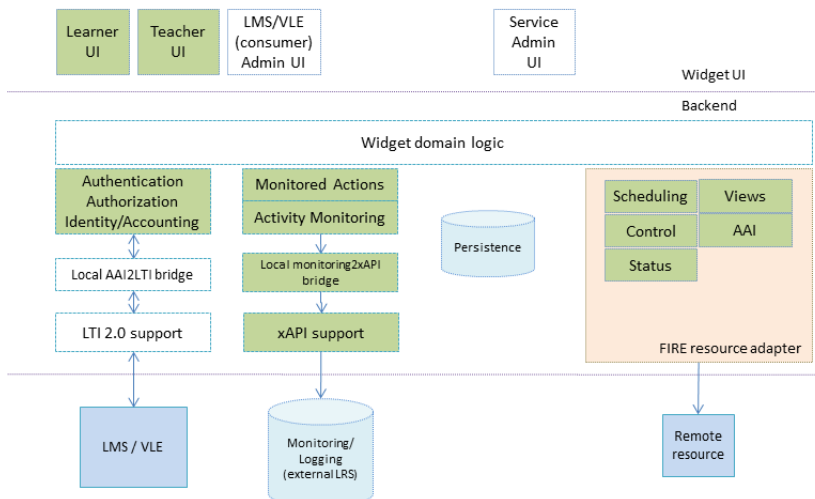 Learner
UI
Teacher
UI
LMS/VLE
(consumer)
Admin UI
Service
Admin
UI
Widget UI
Backend
Widget domain logic
Authentication
Authorization
Identity/Accounting
Monitored Actions
Activity Monitoring
Persistence
Scheduling
Views
Control
AAI
Status
Local AAI2LTI bridge
Local monitoring2xAPI
bridge
LTI 2.0 support
xAPI support
FIRE resource adapter
LMS / VLE
Monitoring/
Logging
(external LRS)
Remote
resource